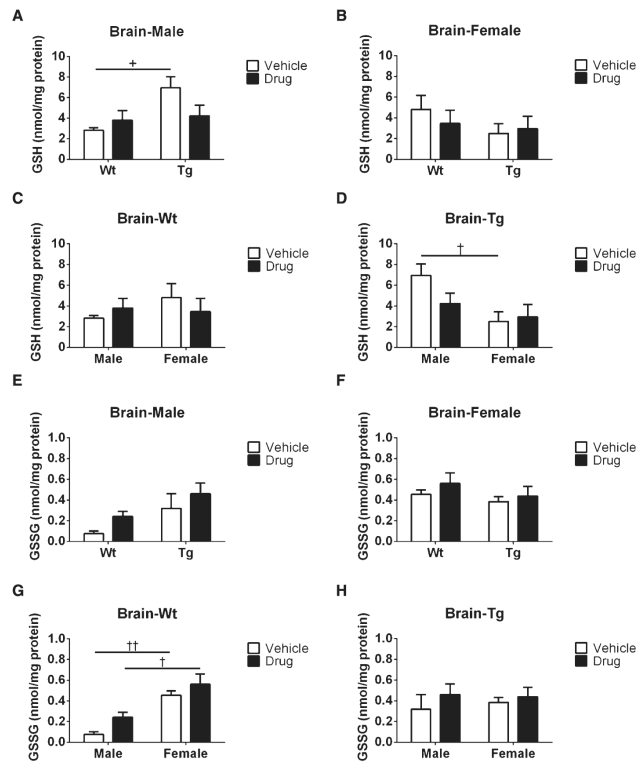 A
Brain-Male
GSH (nmol/mg protein)
10
8
6
4
2
0
+
Wt
Tg
Vehicle
Drug
B
Brain-Female
GSH (nmol/mg protein)
10
8
6
4
2
0
Wt
Tg
Vehicle
Drug
C
Brain-Wt
GSH (nmol/mg protein)
10
8
6
4
2
0
Male
Female
Vehicle
Drug
D
Brain-Tg
GSH (nmol/mg protein)
10
8
6
4
2
0
†
Male
Female
Vehicle
Drug
E
Brain-Male
GSSG (nmol/mg protein)
1.0
0.8
0.6
0.4
0.2
0.0
Wt
Tg
Vehicle
Drug
F
Brain-Female
GSSG (nmol/mg protein)
1.0
0.8
0.6
0.4
0.2
0.0
Wt
Tg
Vehicle
Drug
G
Brain-Wt
GSSG (nmol/mg protein)
1.0
0.8
0.6
0.4
0.2
0.0
††
†
Male
Female
Vehicle
Drug
H
Brain-Tg
GSSG (nmol/mg protein)
1.0
0.8
0.6
0.4
0.2
0.0
Male
Female
Vehicle
Drug